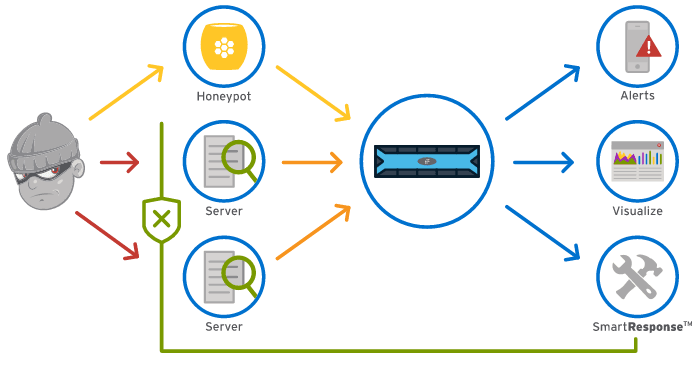 Honeypot
Alerts
Server
Visualize
Server
SmartResponse™